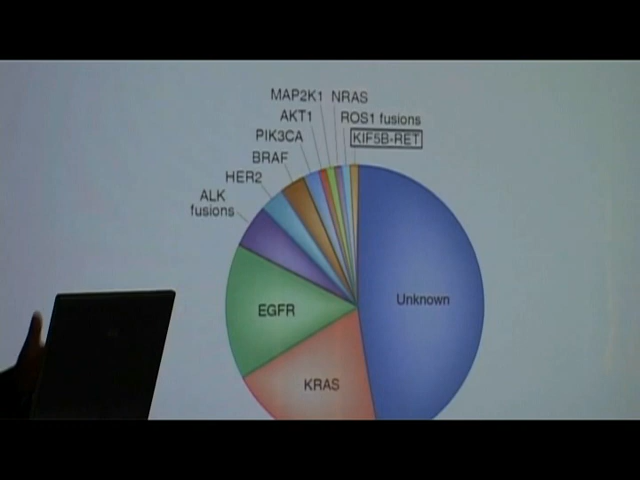 MAP2K1 NRAS
AKT1 ROS1 fusions
PIK3CA KIF5B-RET
BRAF
HER2
ALK
fusions
EGFR
Unknown
KRAS